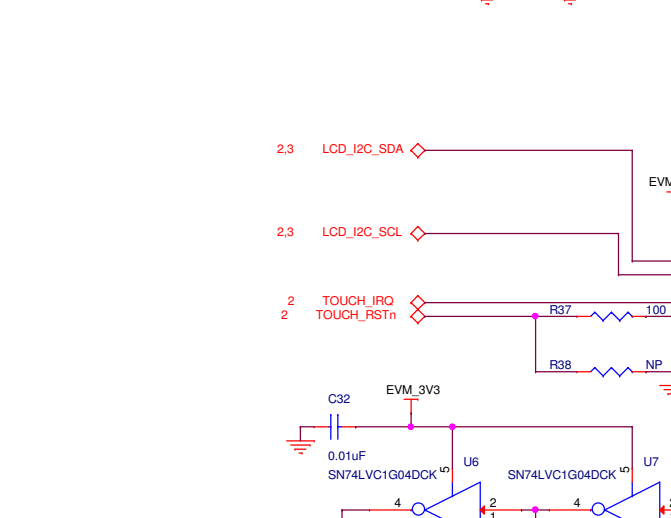 2,3 LCD_I2C_SDA
EVM
2,3 LCD_I2C_SCL
2 TOUCH_IRQ
2 TOUCH_RSTn
R37 100
R38 NP
EVM_3V3
C32
0.01uF
SN74LVC1G04DCK 5 U6
SN74LVC1G04DCK 5 U7
4 2 4 2
1